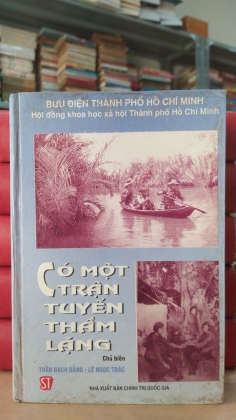 BƯU ĐIỆN THÀNH PHỐ HỒ CHÍ MINH
Hội đồng khoa học xã hội Thành phố Hồ Chí Minh
CÓ MỘT
TRẬN
TUYẾN
THẦM
LẶNG
Chủ biên
TRẦN BẠCH ĐẰNG - LÊ NGỌC TRÁC
ST
NHÀ XUẤT BẢN CHÍNH TRỊ QUỐC GIA